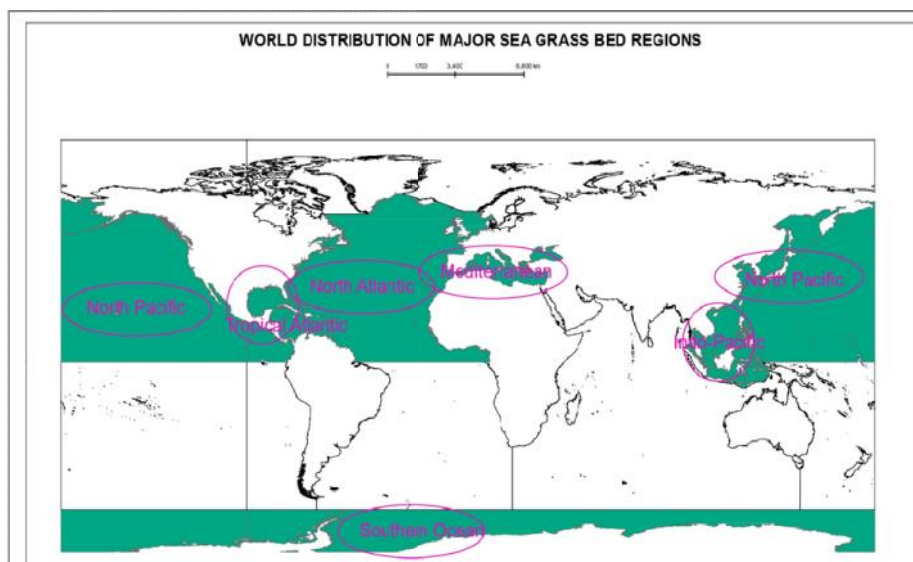 WORLD DISTRIBUTION OF MAJOR SEA GRASS BED REGIONS
0 1700 3,400 6,800 km
Mediterranean
North Pacific
North Atlantic
North Pacific
Tropical Atlantic
Indo-Pacific
Southern Ocean